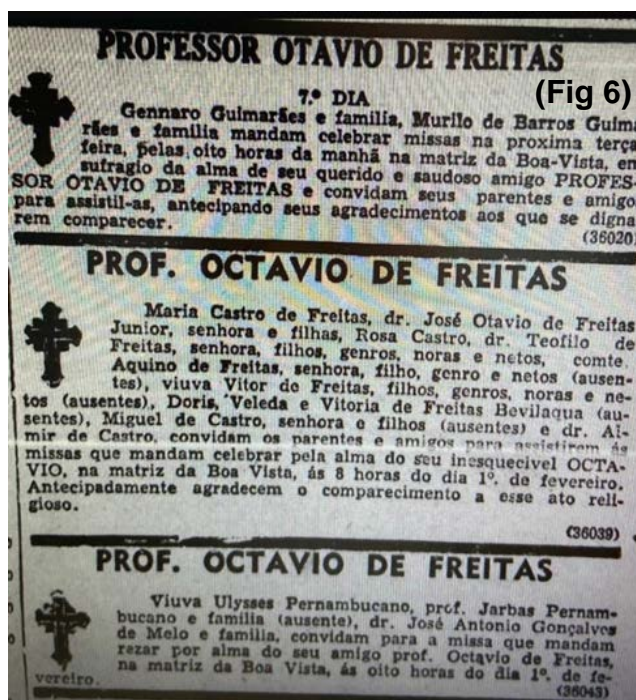 PROFESSOR OTAVIO DE FREITAS
(Fig 6)
7.º DIA
Gennaro Guimarães e familia, Murilo de Barros Guima
rães e familia mandam celebrar missas na proxima terça
feira, pelas oito horas da manhã na matriz da Boa-Vista, en
sufragio da alma de seu querido e saudoso amigo PROFES-
SOR OTAVIO DE FREITAS e convidam seus parentes e amigo
para assistil-as, antecipando seus agradecimentos aos que se digna
rem comparecer.
(36020)
PROF. OCTAVIO DE FREITAS
Maria Castro de Freitas, dr. José Otavio de Freitas
Junior, senhora e filhas, Rosa Castro, dr. Teofilo de
Freitas, senhora, filhos, genros, noras e netos, comte.
Aquino de Freitas, senhora, filho, genro e netos (ausen-
tes), viuva Vitor de Freitas, filhos, genros, noras e ne-
tos (ausentes), Doris, Veleda e Vitoria de Freitas Bevilaqua (au-
sentes), Miguel de Castro, senhora e filhos (ausentes) e dr. Al-
mir de Castro, convidam os parentes e amigos para assistirem ás
missas que mandam celebrar pela alma do seu inesquecivel OCTA-
VIO, na matriz da Boa Vista, ás 8 horas do dia 1º. de fevereiro.
Antecipadamente agradecem o comparecimento a esse ato reli-
gioso.
(36039)
PROF. OCTAVIO DE FREITAS
Viuva Ulysses Pernambucano, prof. Jarbas Pernam-
bucano e familia (ausente), dr. José Antonio Gonçalves
de Melo e familia, convidam para a missa que mandam
rezar por alma do seu amigo prof. Octavio de Freitas,
na matriz da Boa Vista, ás oito horas do dia 1º. de fe-
vereiro.
(36043)